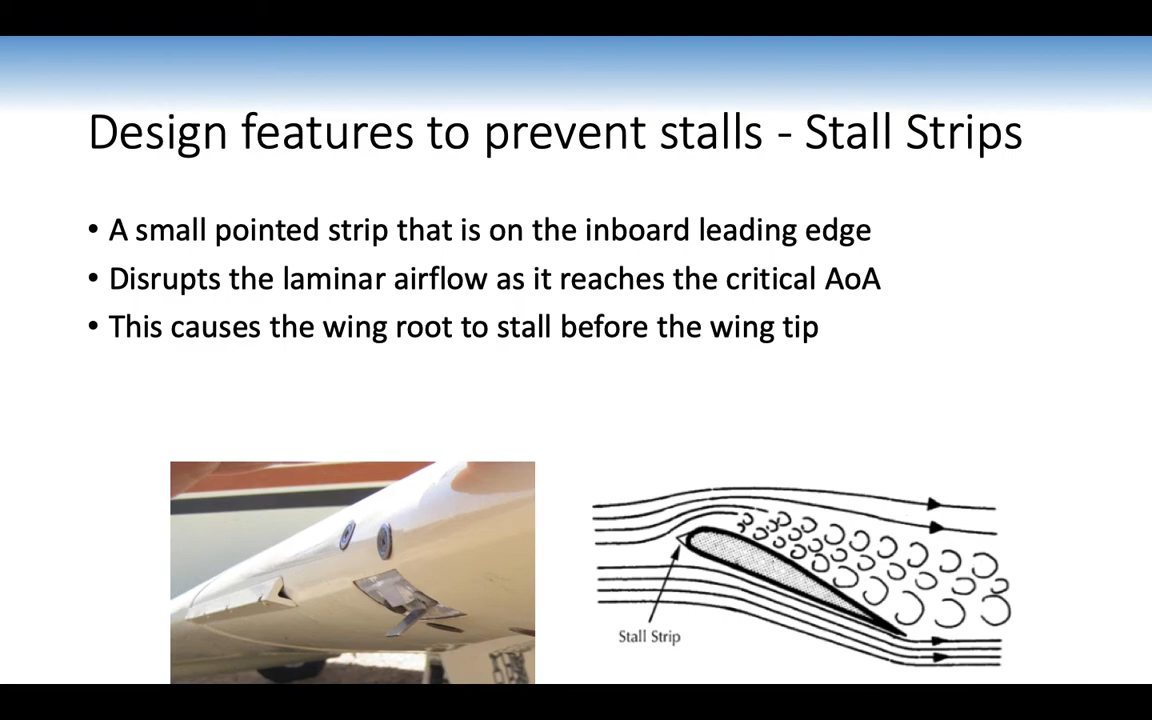 Design features to prevent stalls - Stall Strips
• A small pointed strip that is on the inboard leading edge
• Disrupts the laminar airflow as it reaches the critical AoA
• This causes the wing root to stall before the wing tip
Stall Strip